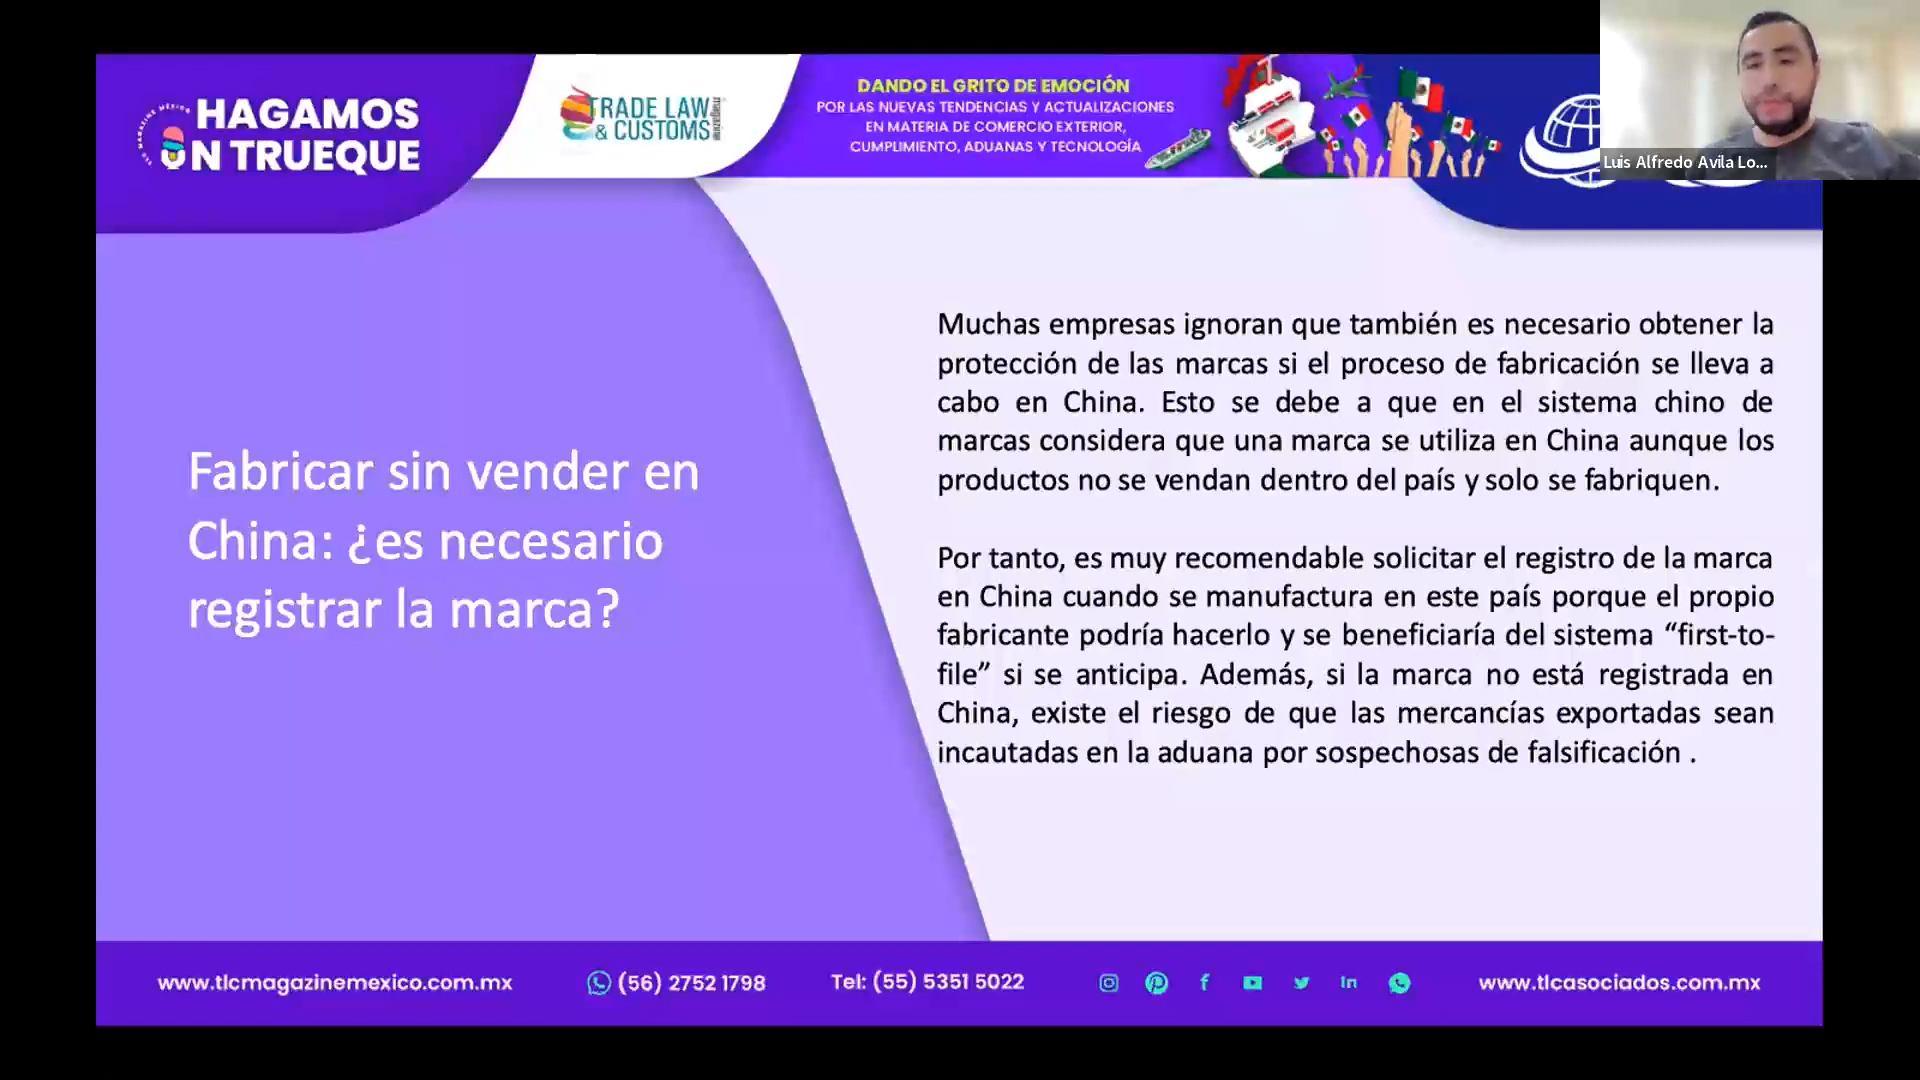 HAGAMOS
UN TRUEQUE
TLC MAGAZINE MÉXICO
TRADE LAW
& CUSTOMS
magazine
DANDO EL GRITO DE EMOCIÓN
POR LAS NUEVAS TENDENCIAS Y ACTUALIZACIONES
EN MATERIA DE COMERCIO EXTERIOR,
CUMPLIMIENTO, ADUANAS Y TECNOLOGÍA
Luis Alfredo Avila Lo...
Fabricar sin vender en
China: ¿es necesario
registrar la marca?
Muchas empresas ignoran que también es necesario obtener la
protección de las marcas si el proceso de fabricación se lleva a
cabo en China. Esto se debe a que en el sistema chino de
marcas considera que una marca se utiliza en China aunque los
productos no se vendan dentro del país y solo se fabriquen.
Por tanto, es muy recomendable solicitar el registro de la marca
en China cuando se manufactura en este país porque el propio
fabricante podría hacerlo y se beneficiaría del sistema “first-to-
file” si se anticipa. Además, si la marca no está registrada en
China, existe el riesgo de que las mercancías exportadas sean
incautadas en la aduana por sospechosas de falsificación .
www.tlcmagazinemexico.com.mx
(56) 2752 1798
Tel: (55) 5351 5022
www.tlcasociados.com.mx